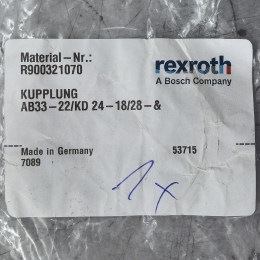 Material-Nr.:
R900321070
rexroth
A Bosch Company
KUPPLUNG
AB33-22/KD 24-18/28-&
Made in Germany
53715
7089
1x